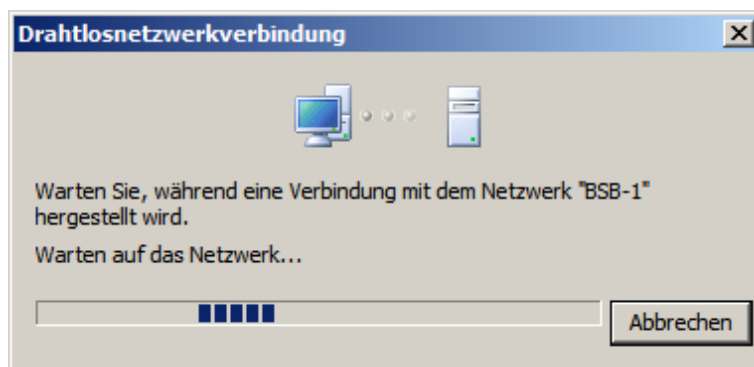 Drahtlosnetzwerkverbindung
Warten Sie, während eine Verbindung mit dem Netzwerk "BSB-1"
hergestellt wird.
Warten auf das Netzwerk...
Abbrechen